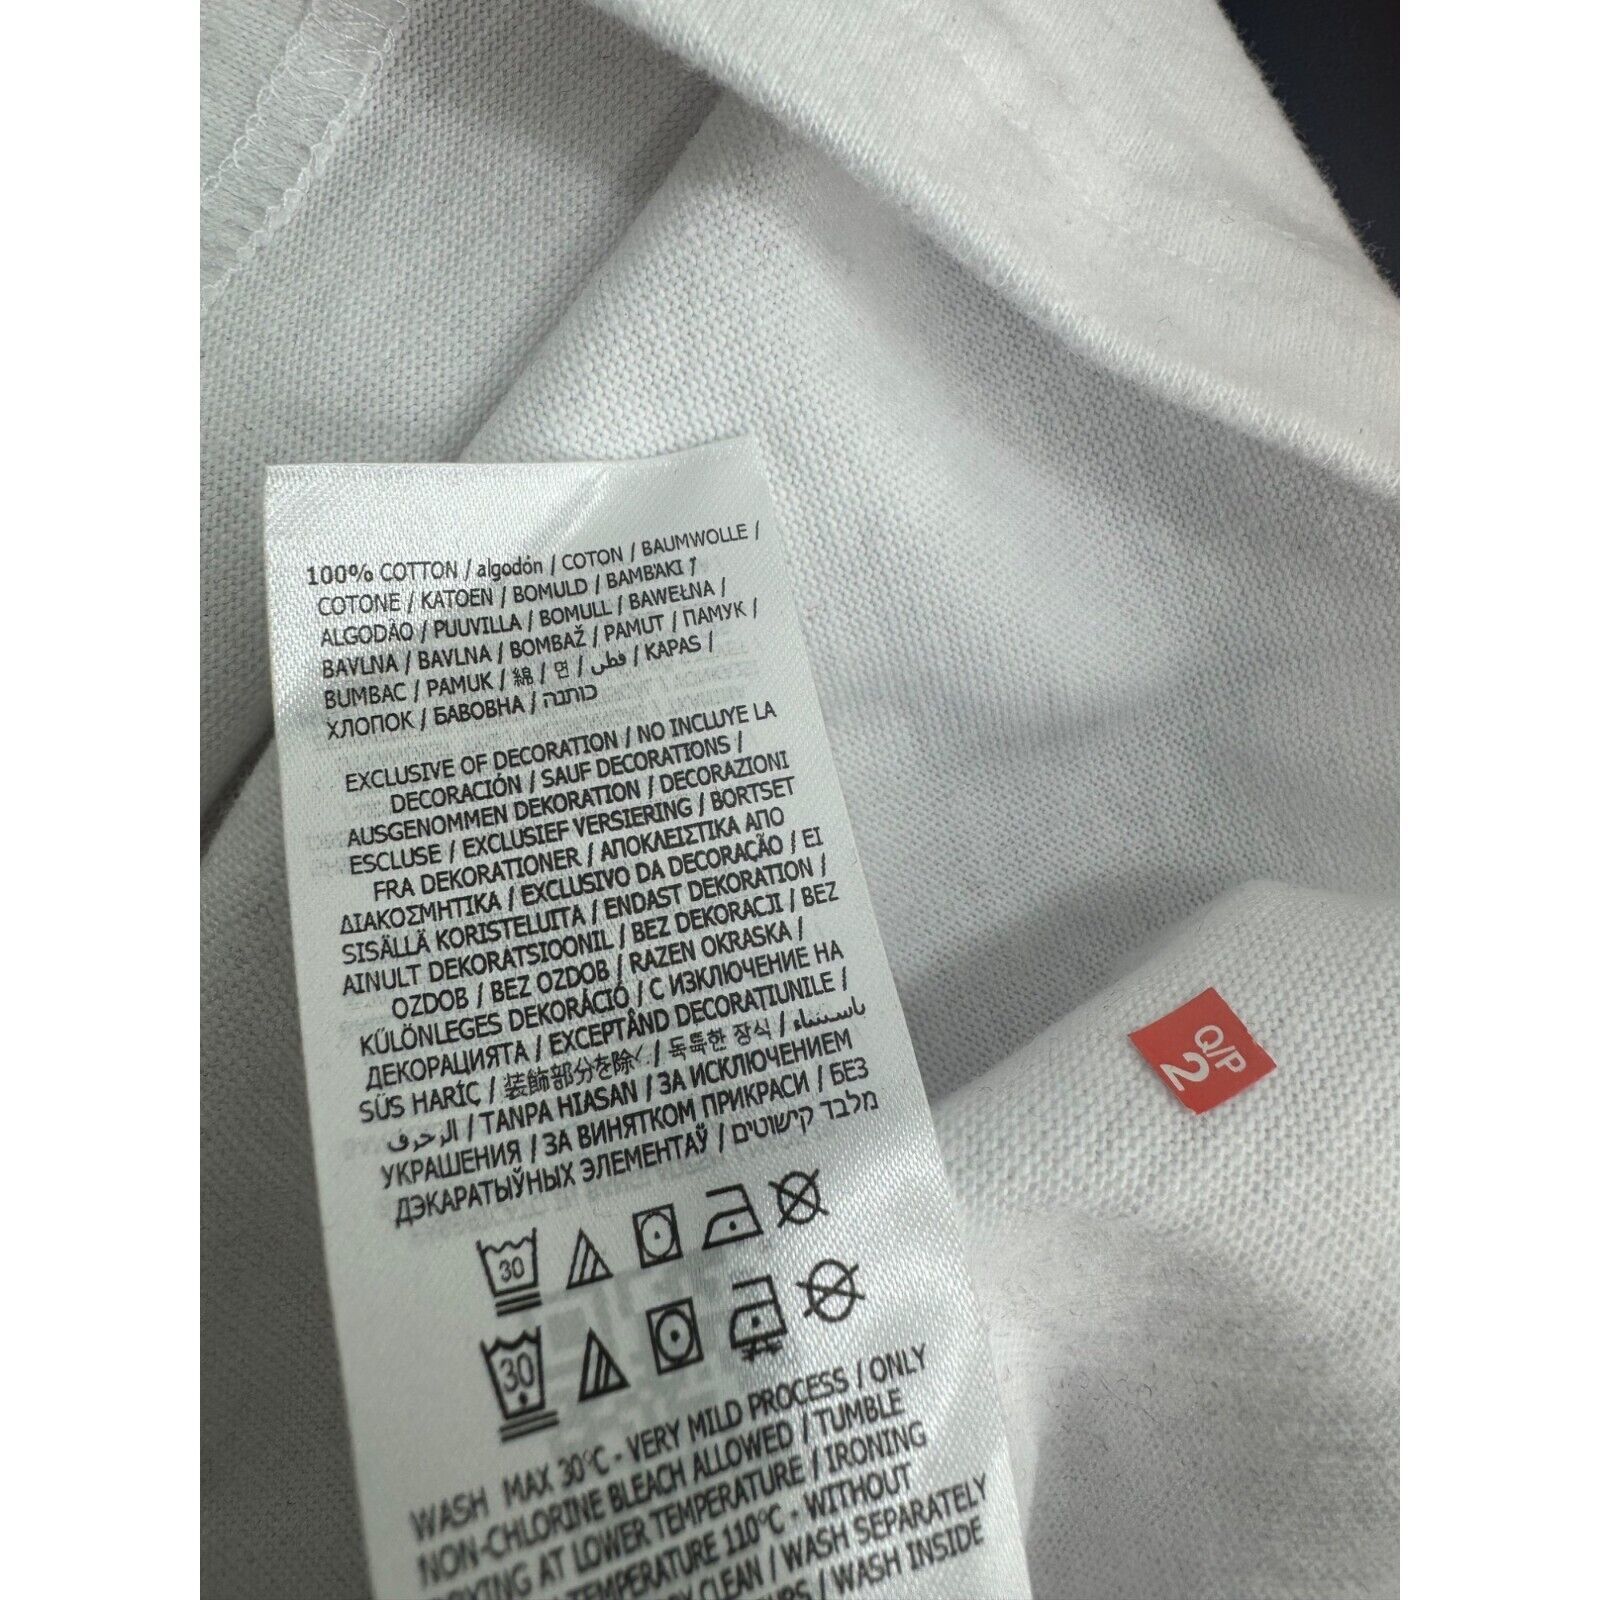 100% COTTON / algodón / COTON / BAUMWOLLE /
COTONE / KATOEN / BOMULD / ΒΑΜΒΑΚΙ /
ALGODÃO / PUUVILLA / BOMULL / BAWEŁNA /
BAVLNA / BAVLNA / BOMBAŽ / PAMUT / ПАМУК /
BUMBAC / PAMUK / 綿 / 면 / قطن / KAPAS /
ХЛОПОК / БАВОВНА / כותנה
EXCLUSIVE OF DECORATION / NO INCLUYE LA
DECORACIÓN / SAUF DECORATIONS /
AUSGENOMMEN DEKORATION / DECORAZIONI
ESCLUSE / EXCLUSIEF VERSIERING / BORTSET
FRA DEKORATIONER / ΑΠΟΚΛΕΙΣΤΙΚΑ ΑΠΟ
ΔΙΑΚΟΣΜΗΤΙΚΑ / EXCLUSIVO DA DECORAÇÃO / EI
SISÄLLÄ KORISTELUITA / ENDAST DEKORATION /
AINULT DEKORATSIOONIL / BEZ DEKORACJI / BEZ
OZDOB / BEZ OZDOB / RAZEN OKRASKA /
KÜLÖNLEGES DEKORÁCIÓ / С ИЗКЛЮЧЕНИЕ НА
ДЕКОРАЦИЯТА / EXCEPTÂND DECORAȚIUNILE /
SÜS HARİÇ / 装飾部分を除く / 독특한 장식 / باستثناء
الزخرف / TANPA HIASAN / ЗА ИСКЛЮЧЕНИЕМ
УКРАШЕНИЯ / ЗА ВИНЯТКОМ ПРИКРАСИ / БЕЗ
ДЭКАРАТЫЎНЫХ ЭЛЕМЕНТАЎ / מלבד קישוטים
30
30
WASH MAX 30°C - VERY MILD PROCESS / ONLY
NON-CHLORINE BLEACH ALLOWED / TUMBLE
DRYING AT LOWER TEMPERATURE / IRONING
TEMPERATURE 110°C - WITHOUT
CLEAN / WASH SEPARATELY
/ WASH INSIDE
Q/P
2